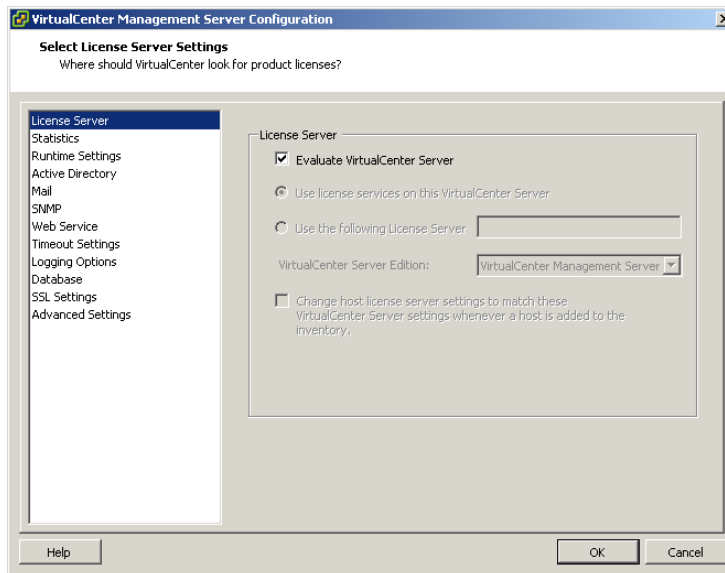 VirtualCenter Management Server Configuration
Select License Server Settings
Where should VirtualCenter look for product licenses?
License Server
Statistics
Runtime Settings
Active Directory
Mail
SNMP
Web Service
Timeout Settings
Logging Options
Database
SSL Settings
Advanced Settings
License Server
Evaluate VirtualCenter Server
Use license services on this VirtualCenter Server
Use the following License Server
VirtualCenter Server Edition:
VirtualCenter Management Server
Change host license server settings to match these
VirtualCenter Server settings whenever a host is added to the
inventory.
Help
OK
Cancel